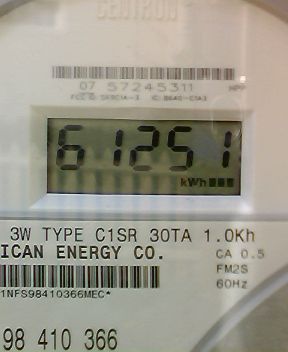 CENTRON
07 57245311
61251
kWh
3W TYPE C1SR 30TA 1.0Kh
ICAN ENERGY CO.
CA 0.5
FM2S
60Hz
1NFS98410366MEC*
98 410 366